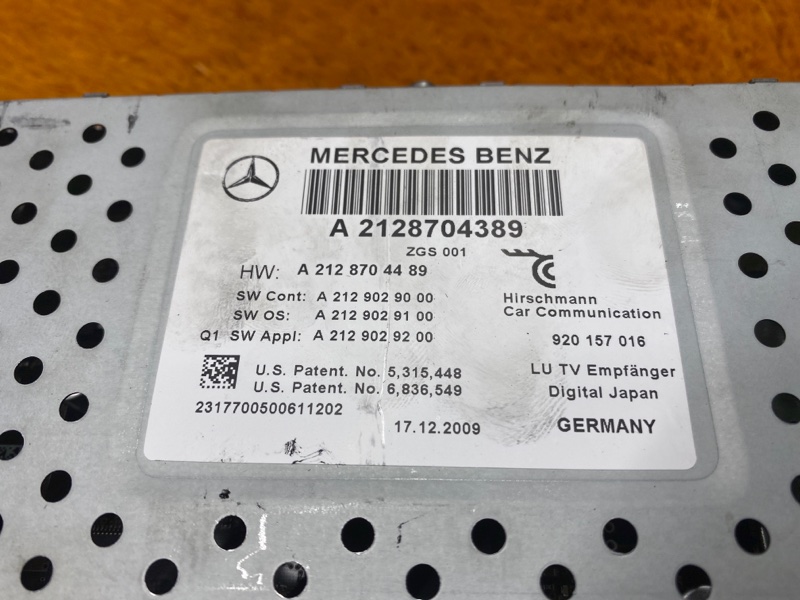 MERCEDES BENZ
A 2128704389
ZGS 001
HW: A 212 870 44 89
SW Cont: A 212 902 90 00
SW OS: A 212 902 91 00
Q1 SW Appl: A 212 902 92 00
Hirschmann
Car Communication
920 157 016
U.S. Patent. No. 5,315,448
U.S. Patent. No. 6,836,549
LU TV Empfänger
Digital Japan
2317700500611202
17.12.2009
GERMANY